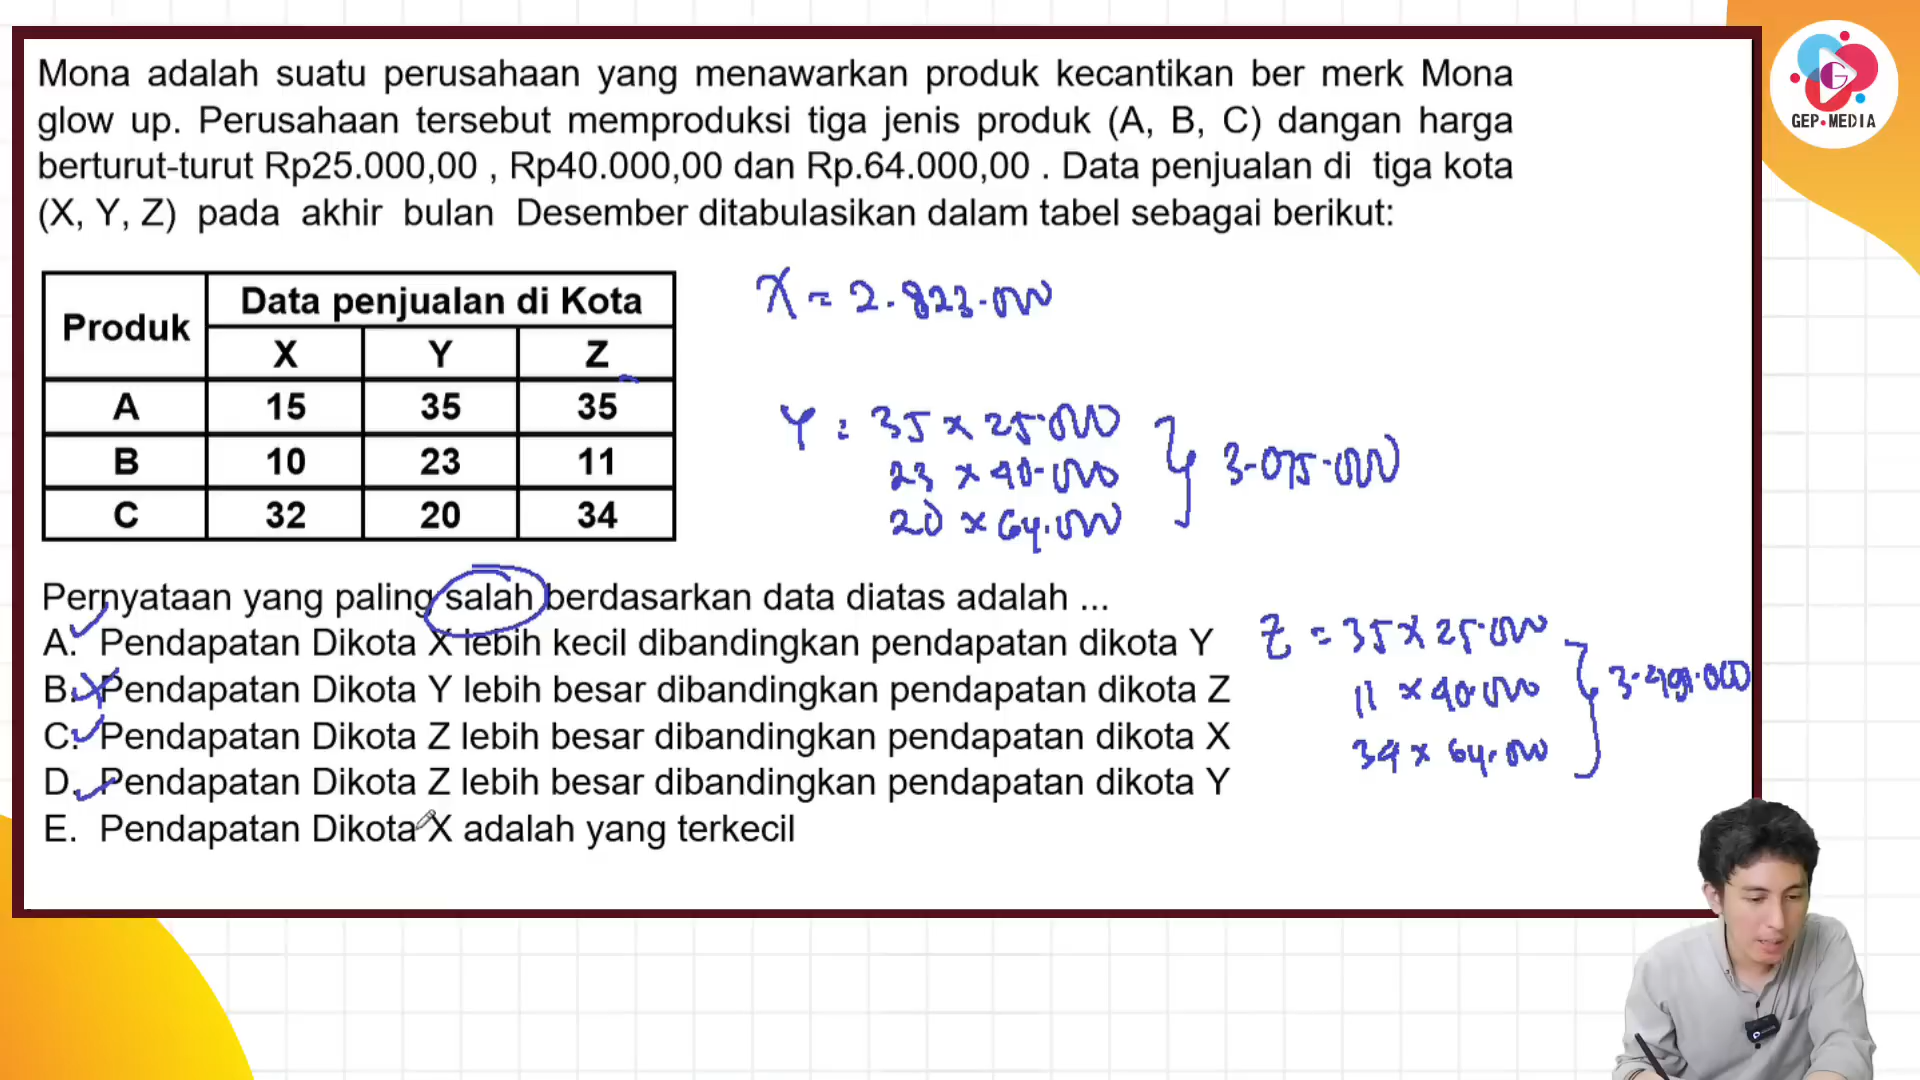 Mona adalah suatu perusahaan yang menawarkan produk kecantikan ber merk Mona
glow up. Perusahaan tersebut memproduksi tiga jenis produk (A, B, C) dangan harga
berturut-turut Rp25.000,00 , Rp40.000,00 dan Rp.64.000,00 . Data penjualan di tiga kota
(X, Y, Z) pada akhir bulan Desember ditabulasikan dalam tabel sebagai berikut:
GEP•MEDIA
Produk Data penjualan di Kota
X Y Z
A 15 35 35
B 10 23 11
C 32 20 34
X = 2.823.000
Y = 35 x 25.000
23 x 40.000
20 x 64.000
3.075.000
Pernyataan yang paling salah berdasarkan data diatas adalah ...
A. Pendapatan Dikota X lebih kecil dibandingkan pendapatan dikota Y
B. Pendapatan Dikota Y lebih besar dibandingkan pendapatan dikota Z
C. Pendapatan Dikota Z lebih besar dibandingkan pendapatan dikota X
D. Pendapatan Dikota Z lebih besar dibandingkan pendapatan dikota Y
E. Pendapatan Dikota X adalah yang terkecil
Z = 35 x 25.000
11 x 40.000
34 x 64.000